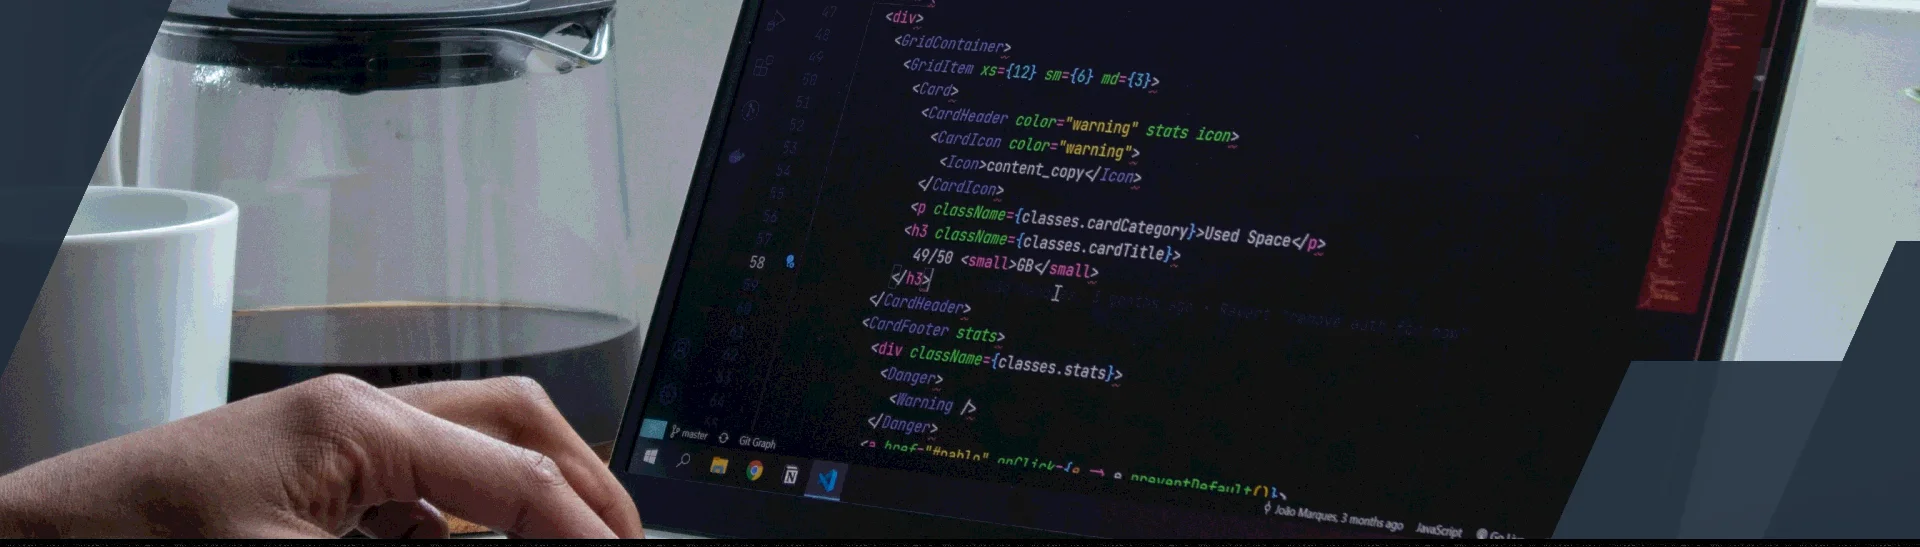 47
<div>
48
<GridContainer>
49
<GridItem xs={12} sm={6} md={3}>
50
<Card>
51
<CardHeader color="warning" stats icon>
52
<CardIcon color="warning">
53
<Icon>content_copy</Icon>
54
</CardIcon>
55
<p className={classes.cardCategory}>Used Space</p>
56
<h3 className={classes.cardTitle}>
57
49/50 <small>GB</small>
58
</h3>
59
</CardHeader>
60
<CardFooter stats>
61
<div className={classes.stats}>
62
<Danger>
63
<Warning />
64
</Danger>
<a href="#pablo" onClick={e → e.preventDefault()}>
master Git Graph
João Marques, 3 months ago JavaScript Go Live